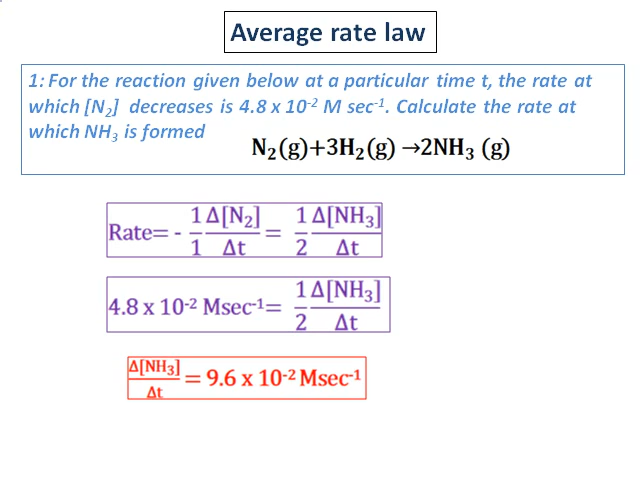 Average rate law
1: For the reaction given below at a particular time t, the rate at
which [N₂] decreases is 4.8 x 10⁻² M sec⁻¹. Calculate the rate at
which NH₃ is formed
N₂(g)+3H₂(g) →2NH₃ (g)
Rate= - 1/1 Δ[N₂]/Δt = 1/2 Δ[NH₃]/Δt
4.8 x 10⁻² Msec⁻¹= 1/2 Δ[NH₃]/Δt
Δ[NH₃]/Δt = 9.6 x 10⁻² Msec⁻¹